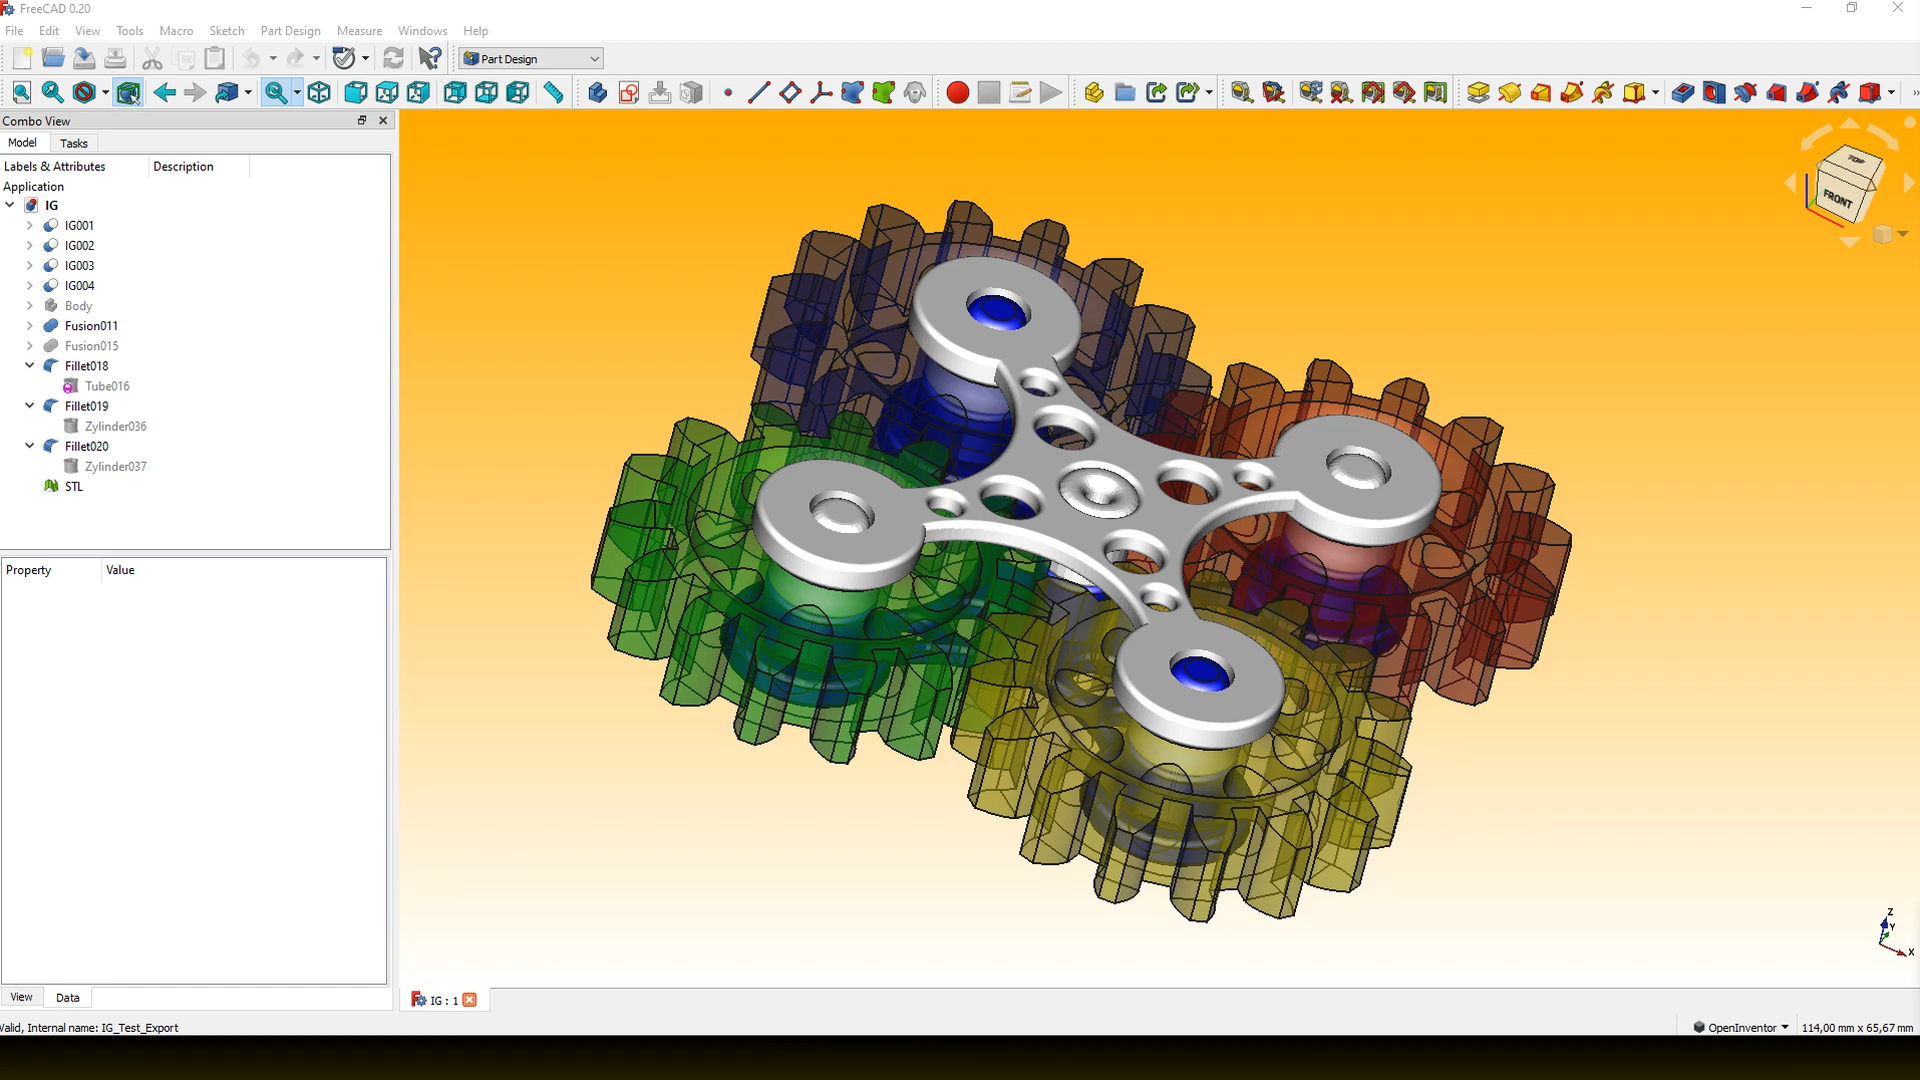 FreeCAD 0.20
File Edit View Tools Macro Sketch Part Design Measure Windows Help
Part Design
Combo View
Model Tasks
Labels & Attributes Description
Application
IG
IG001
IG002
IG003
IG004
Body
Fusion011
Fusion015
Fillet018
Tube016
Fillet019
Zylinder036
Fillet020
Zylinder037
STL
Property Value
View Data
TOP
FRONT
Z
Y
X
IG : 1
Valid, Internal name: IG_Test_Export
OpenInventor 114,00 mm x 65,67 mm